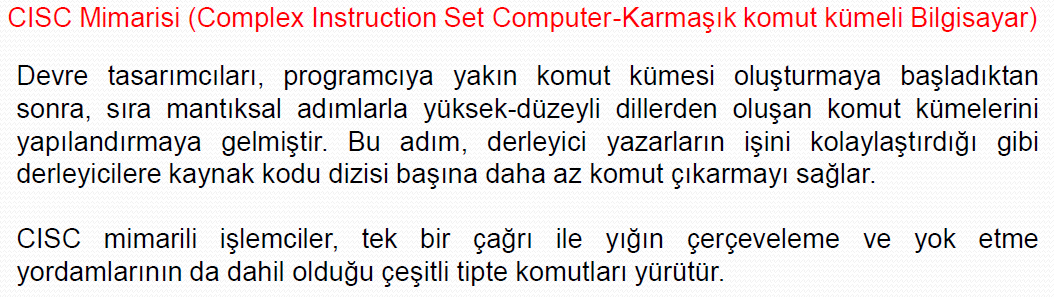 CISC Mimarisi (Complex Instruction Set Computer-Karmaşık komut kümeli Bilgisayar)
Devre tasarımcıları, programcıya yakın komut kümesi oluşturmaya başladıktan
sonra, sıra mantıksal adımlarla yüksek-düzeyli dillerden oluşan komut kümelerini
yapılandırmaya gelmiştir. Bu adım, derleyici yazarların işini kolaylaştırdığı gibi
derleyicilere kaynak kodu dizisi başına daha az komut çıkarmayı sağlar.
CISC mimarili işlemciler, tek bir çağrı ile yığın çerçeveleme ve yok etme
yordamlarının da dahil olduğu çeşitli tipte komutları yürütür.